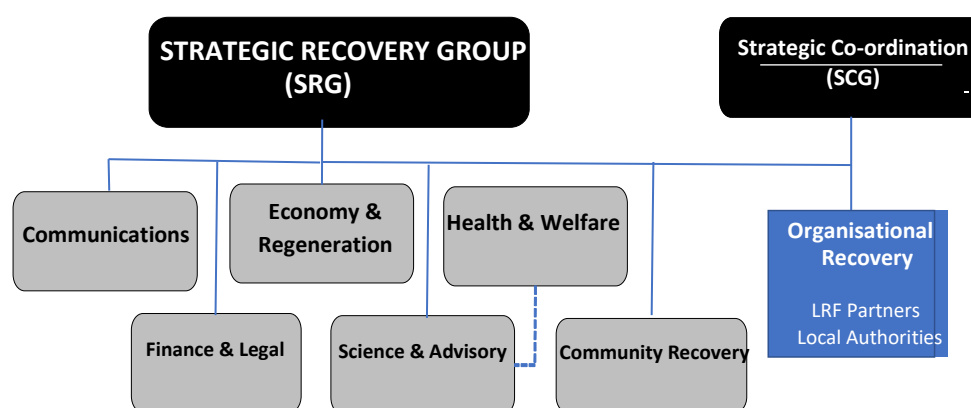 STRATEGIC RECOVERY GROUP
(SRG)
Strategic Co-ordination
(SCG)
Communications
Economy &
Regeneration
Health & Welfare
Organisational
Recovery
LRF Partners
Local Authorities
Finance & Legal
Science & Advisory
Community Recovery